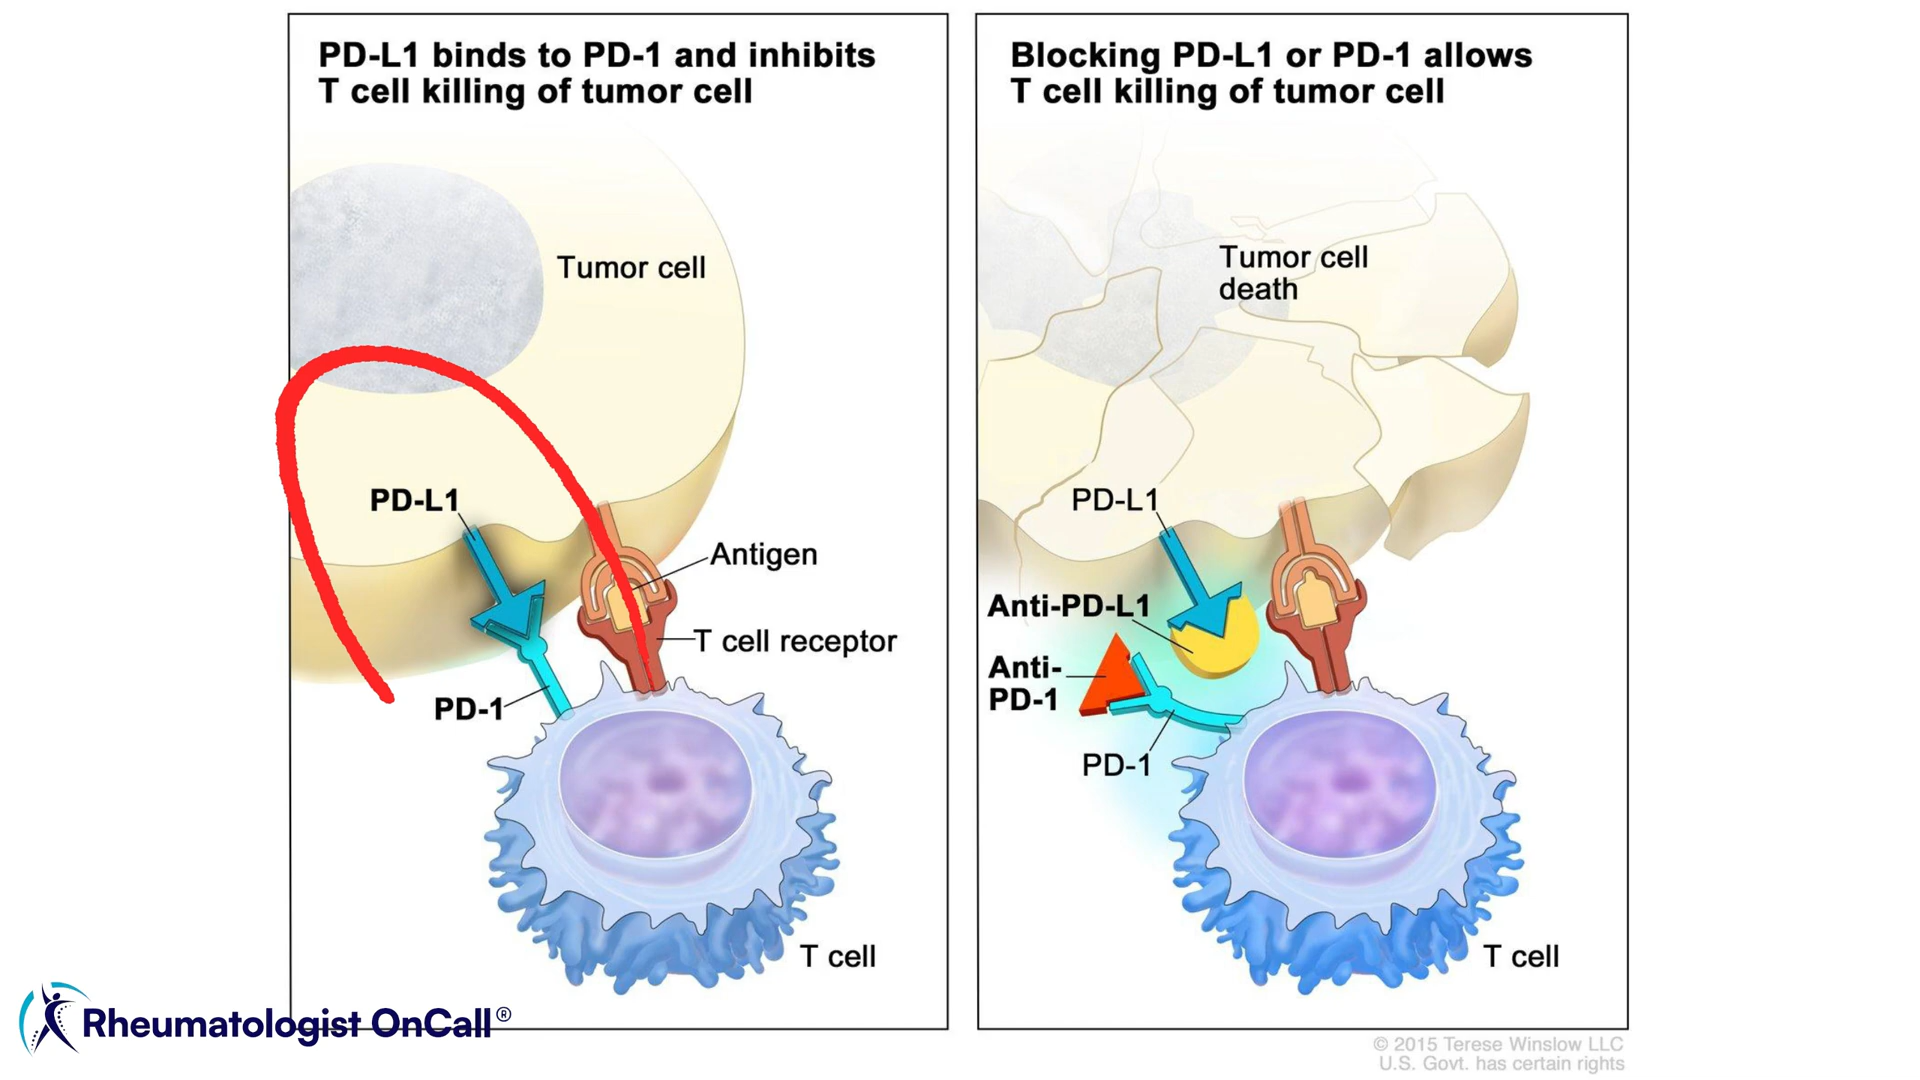 PD-L1 binds to PD-1 and inhibits
T cell killing of tumor cell
Tumor cell
PD-L1
Antigen
T cell receptor
PD-1
T cell
Blocking PD-L1 or PD-1 allows
T cell killing of tumor cell
Tumor cell
death
PD-L1
Anti-PD-L1
Anti-
PD-1
PD-1
T cell
Rheumatologist OnCall®
© 2015 Terese Winslow LLC
U.S. Govt. has certain rights